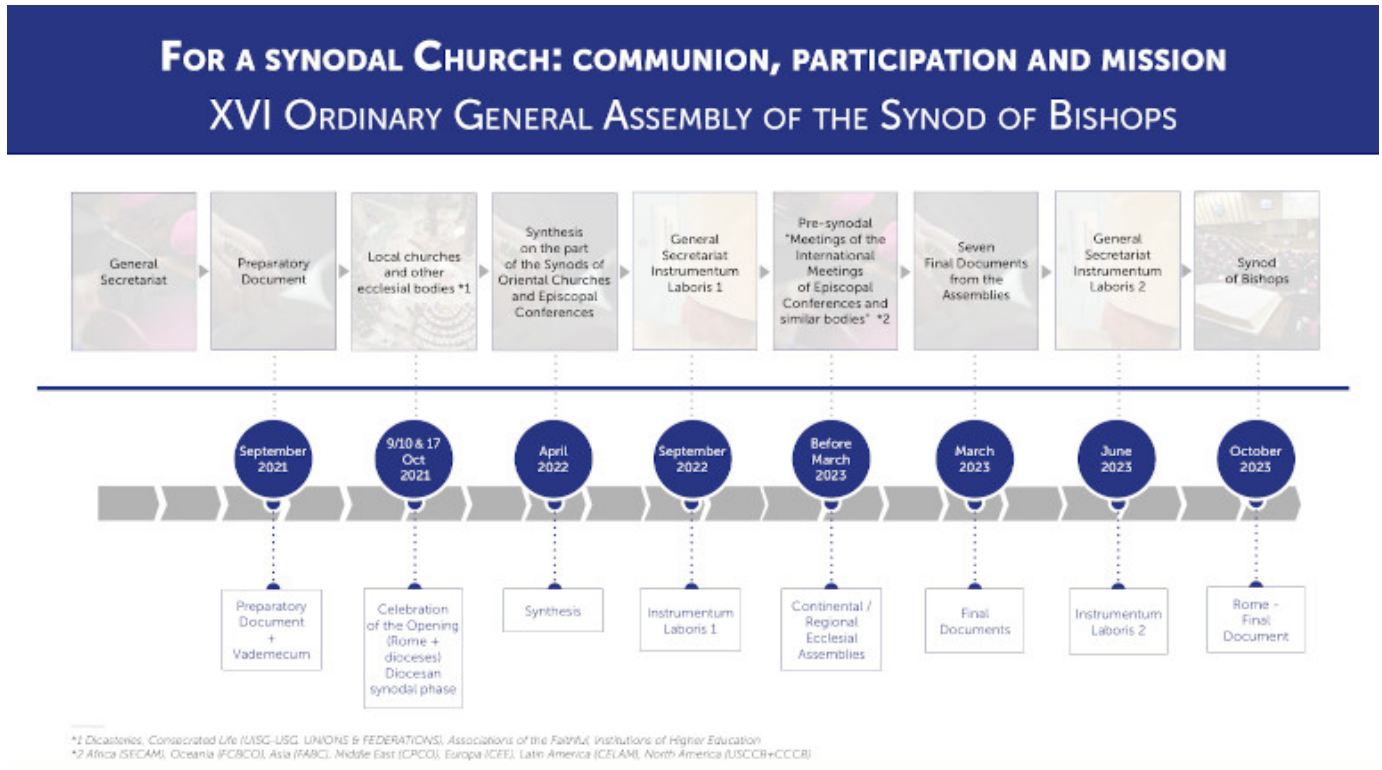 For a synodal Church: communion, participation and mission
XVI Ordinary General Assembly of the Synod of Bishops
General
Secretariat
Preparatory
Document
Local churches
and other
ecclesial bodies *1
Synthesis
on the part
of the Synods of
Oriental Churches
and Episcopal
Conferences
General
Secretariat
Instrumentum
Laboris 1
Pre-synodal
"Meetings of the
International
Meetings
of Episcopal
Conferences and
similar bodies" *2
Seven
Final Documents
from the
Assemblies
General
Secretariat
Instrumentum
Laboris 2
Synod
of Bishops
September
2021
9/10 & 17
Oct
2021
April
2022
September
2022
Before
March
2023
March
2023
June
2023
October
2023
Preparatory
Document
+
Vademecum
Celebration
of the Opening
(Rome +
dioceses)
Diocesan
synodal phase
Synthesis
Instrumentum
Laboris 1
Continental /
Regional
Ecclesial
Assemblies
Final
Documents
Instrumentum
Laboris 2
Rome -
Final
Document
*1 Dicasteries, Consecrated Life (UISG-USG, UNIONS & FEDERATIONS), Associations of the Faithful, Institutions of Higher Education
*2 Africa (SECAM), Oceania (FCBCO), Asia (FABC), Middle East (CPCO), Europa (CEE), Latin America (CELAM), North America (USCCB+CCCB)